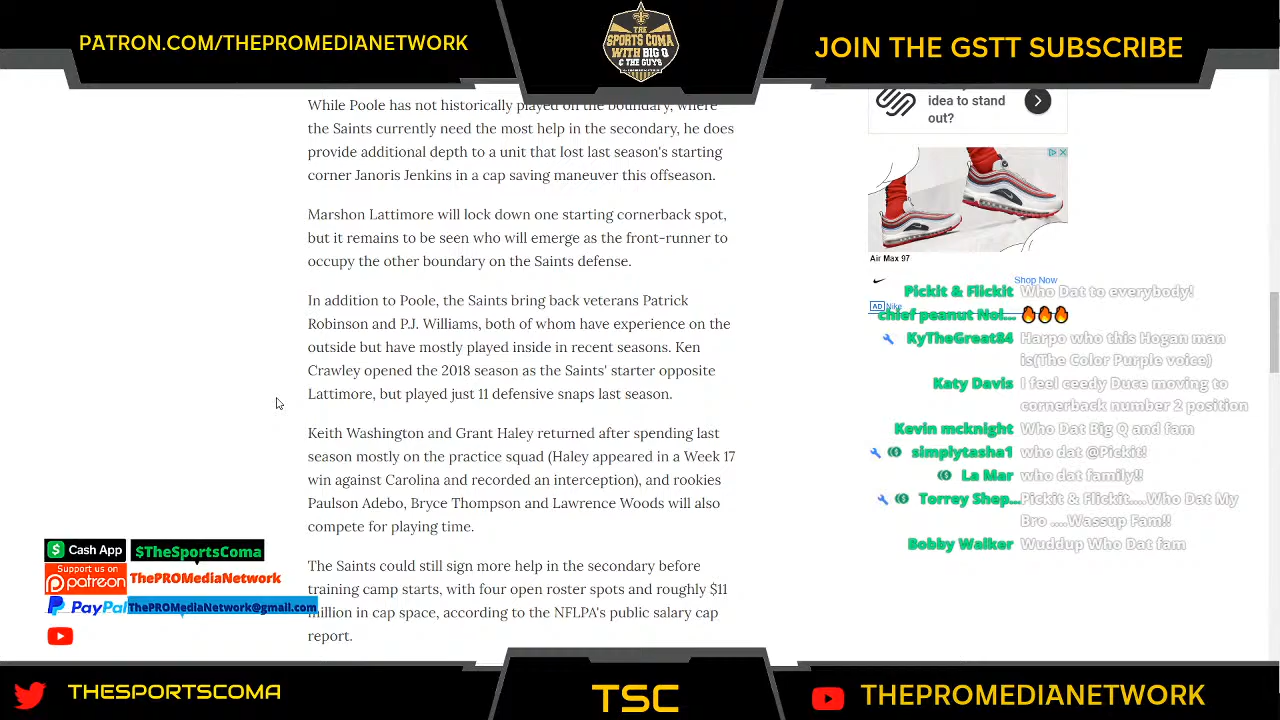 PATRON.COM/THEPROMEDIANETWORK
THE
SPORTS COMA
WITH BIG Q
& THE GUYS
JOIN THE GSTT SUBSCRIBE
While Poole has not historically played on the boundary, where
the Saints currently need the most help in the secondary, he does
provide additional depth to a unit that lost last season's starting
corner Janoris Jenkins in a cap saving maneuver this offseason.
Marshon Lattimore will lock down one starting cornerback spot,
but it remains to be seen who will emerge as the front-runner to
occupy the other boundary on the Saints defense.
In addition to Poole, the Saints bring back veterans Patrick
Robinson and P.J. Williams, both of whom have experience on the
outside but have mostly played inside in recent seasons. Ken
Crawley opened the 2018 season as the Saints' starter opposite
Lattimore, but played just 11 defensive snaps last season.
Keith Washington and Grant Haley returned after spending last
season mostly on the practice squad (Haley appeared in a Week 17
win against Carolina and recorded an interception), and rookies
Paulson Adebo, Bryce Thompson and Lawrence Woods will also
compete for playing time.
The Saints could still sign more help in the secondary before
training camp starts, with four open roster spots and roughly $11
million in cap space, according to the NFLPA's public salary cap
report.
idea to stand
out?
Air Max 97
Shop Now
AD Nike
Pickit & Flickit Who Dat to everybody!
chief peanut Nol... 🔥🔥🔥
KyTheGreat84 Harpo who this Hogan man
is(The Color Purple voice)
Katy Davis I feel ceedy Duce moving to
cornerback number 2 position
Kevin mcknight Who Dat Big Q and fam
simplytasha1 who dat @Pickit!
La Mar who dat family!!
Torrey Shep... Pickit & Flickit....Who Dat My
Bro ....Wassup Fam!!
Bobby Walker Wuddup Who Dat fam
$ Cash App $TheSportsComa
Support us on
patreon ThePROMediaNetwork
PayPal ThePROMediaNetwork@gmail.com
THESPORTSCOMA
TSC
THEPROMEDIANETWORK